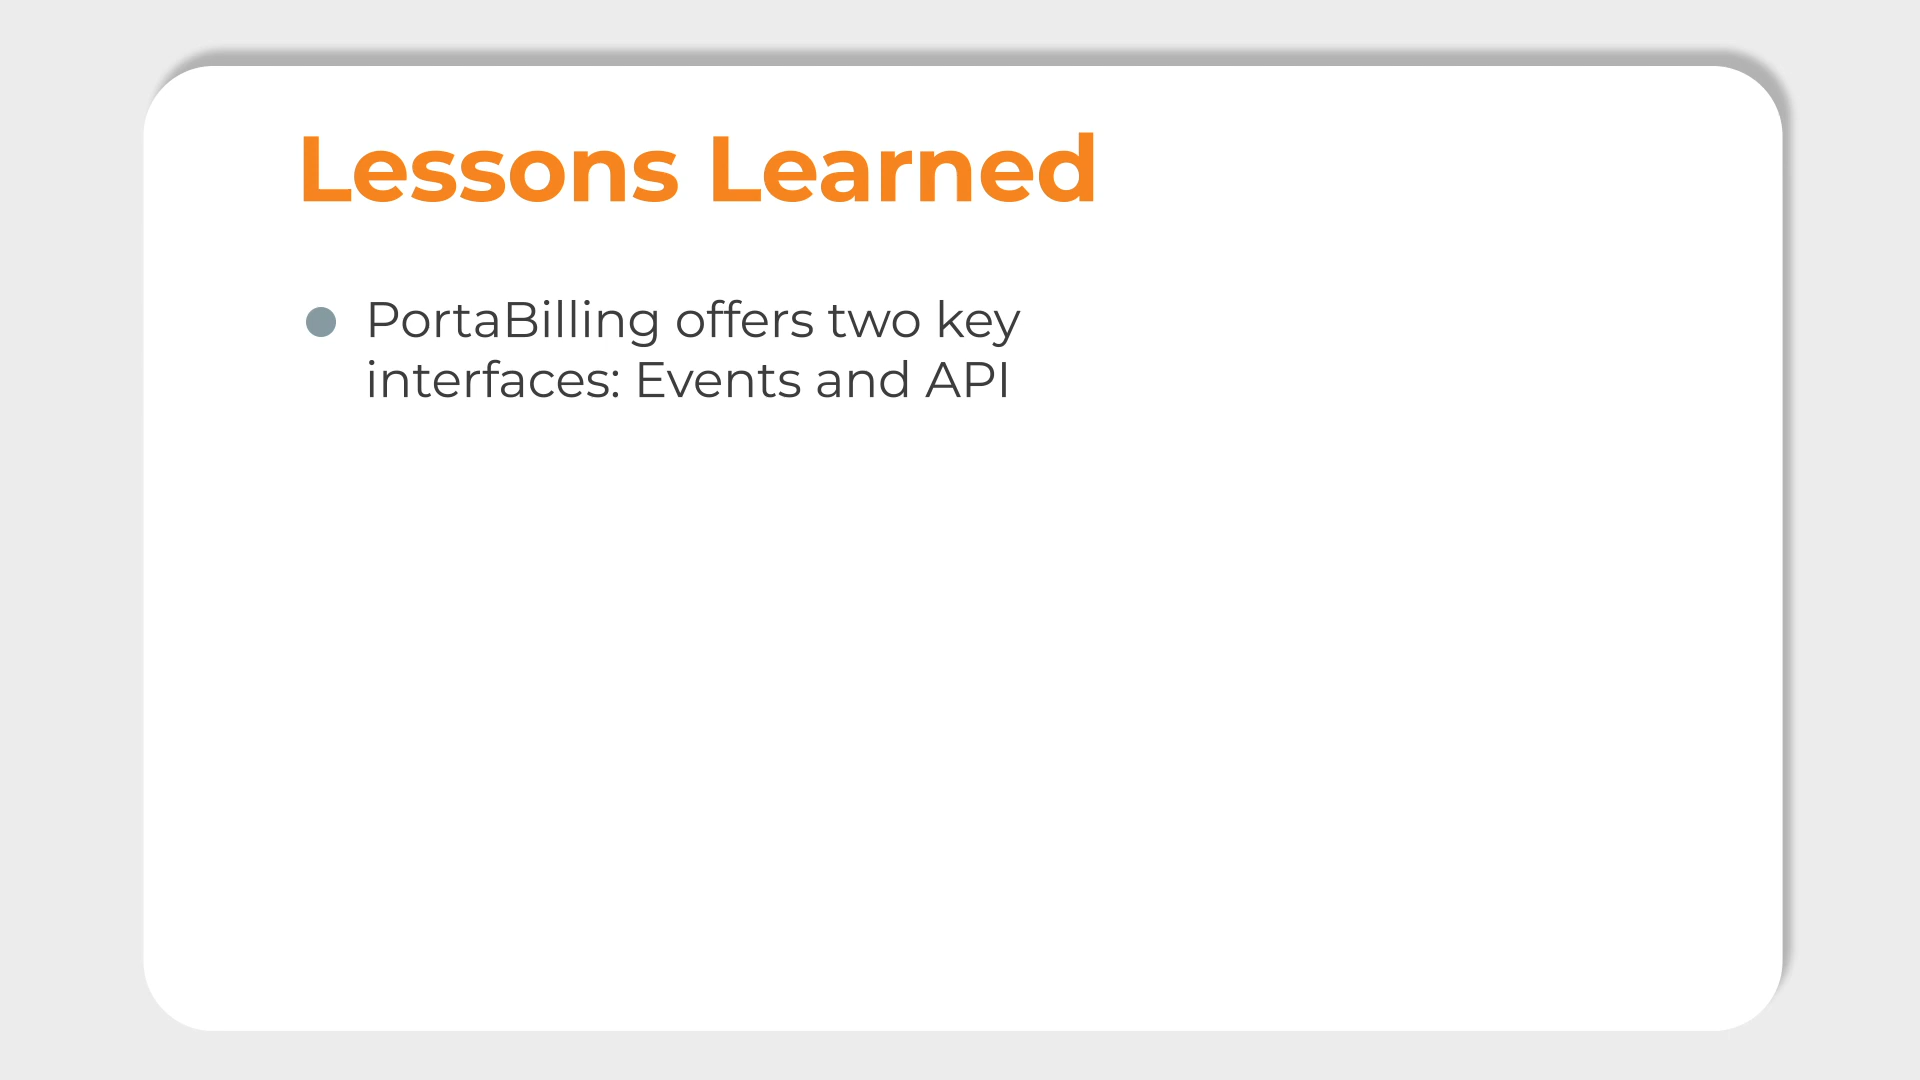 Lessons Learned
PortaBilling offers two key
interfaces: Events and API